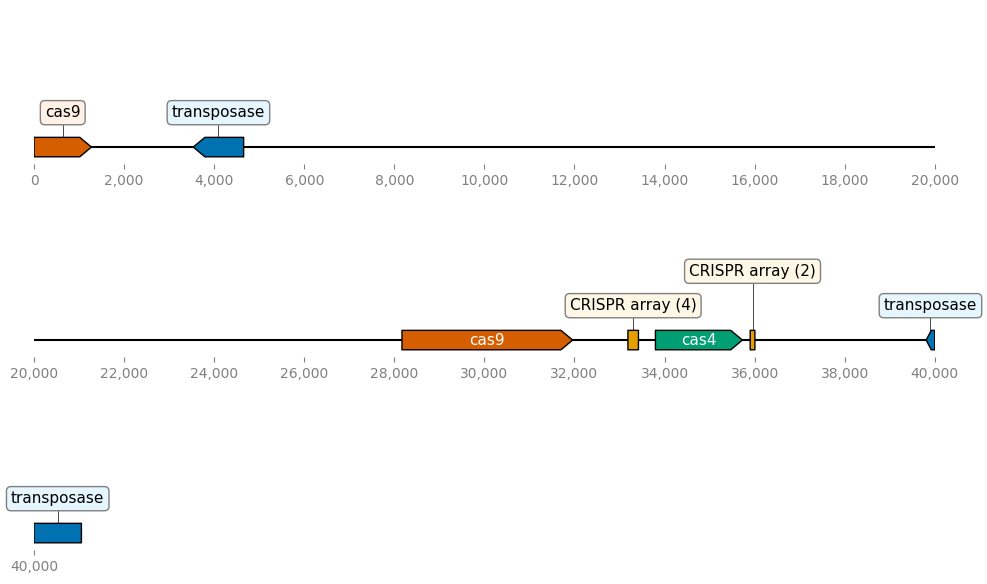 cas9 transposase
0 2,000 4,000 6,000 8,000 10,000 12,000 14,000 16,000 18,000 20,000
CRISPR array (2)
CRISPR array (4) transposase
cas9 cas4
20,000 22,000 24,000 26,000 28,000 30,000 32,000 34,000 36,000 38,000 40,000
transposase
40,000